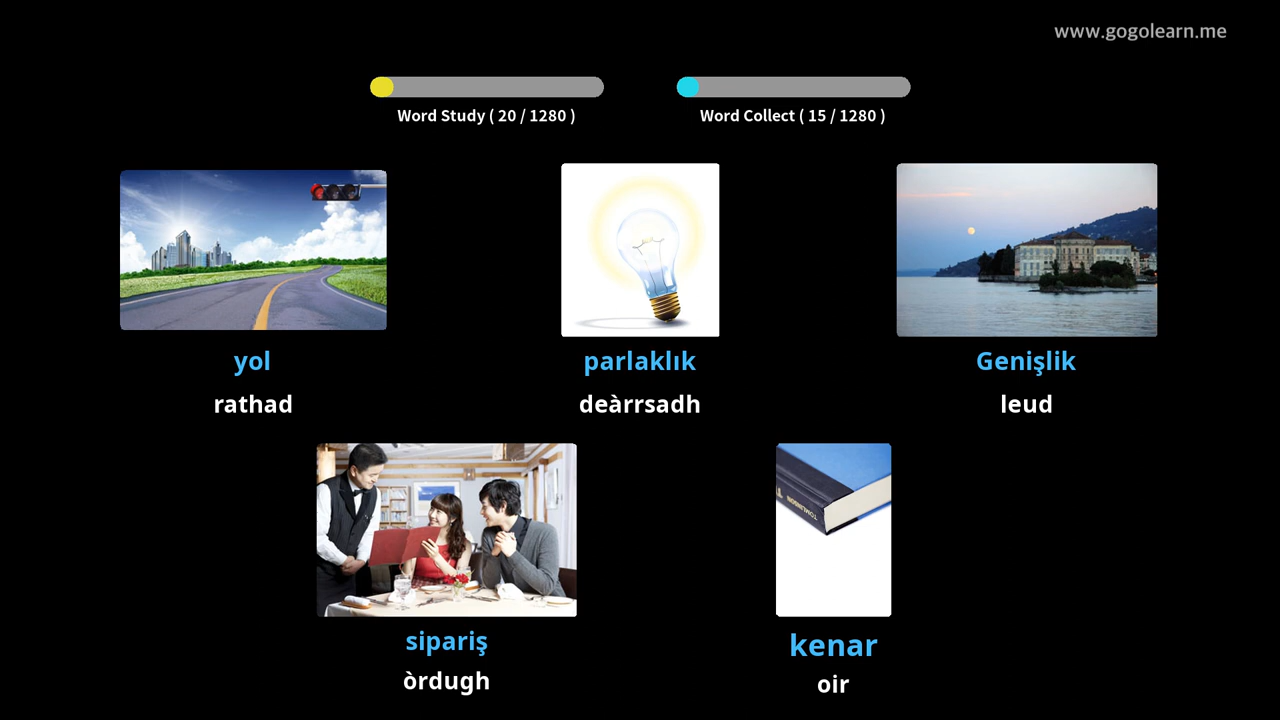 www.gogolearn.me
Word Study ( 20 / 1280 )
Word Collect ( 15 / 1280 )
yol
rathad
parlaklık
deàrrsadh
Genişlik
leud
sipariş
òrdugh
TOMLINSON
kenar
oir